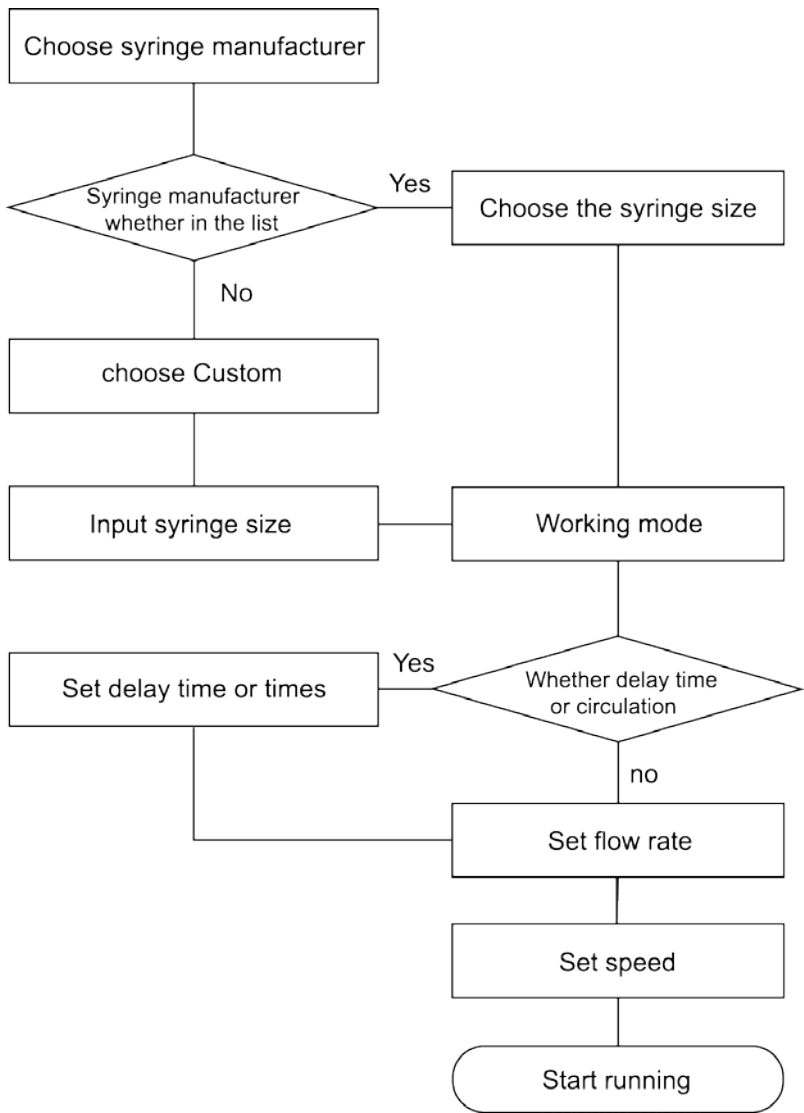 Choose syringe manufacturer
Syringe manufacturer
whether in the list
Yes
Choose the syringe size
No
choose Custom
Input syringe size
Working mode
Set delay time or times
Yes
Whether delay time
or circulation
no
Set flow rate
Set speed
Start running